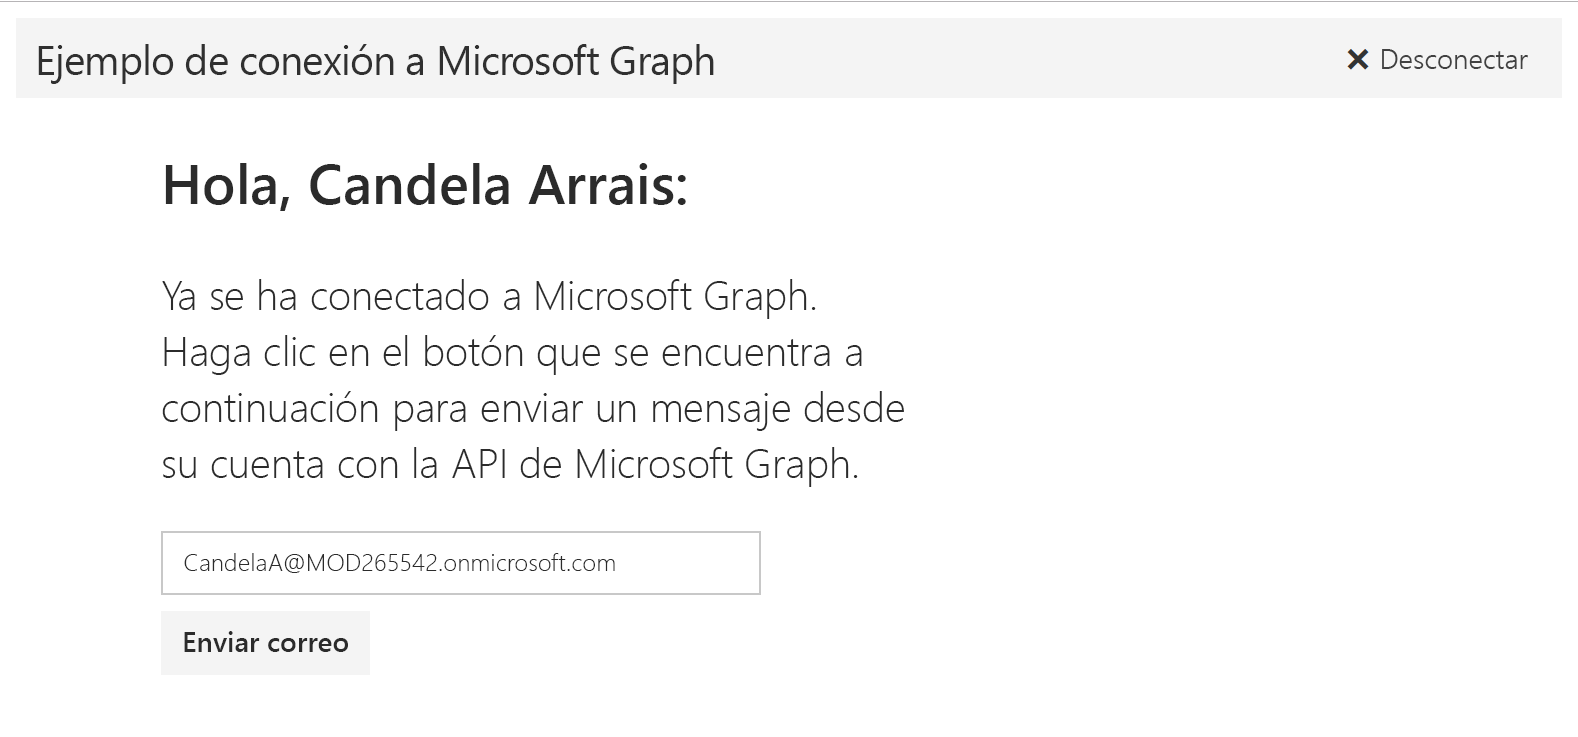 Ejemplo de conexión a Microsoft Graph
Desconectar
Hola, Candela Arrais:
Ya se ha conectado a Microsoft Graph.
Haga clic en el botón que se encuentra a
continuación para enviar un mensaje desde
su cuenta con la API de Microsoft Graph.
CandelaA@MOD265542.onmicrosoft.com
Enviar correo